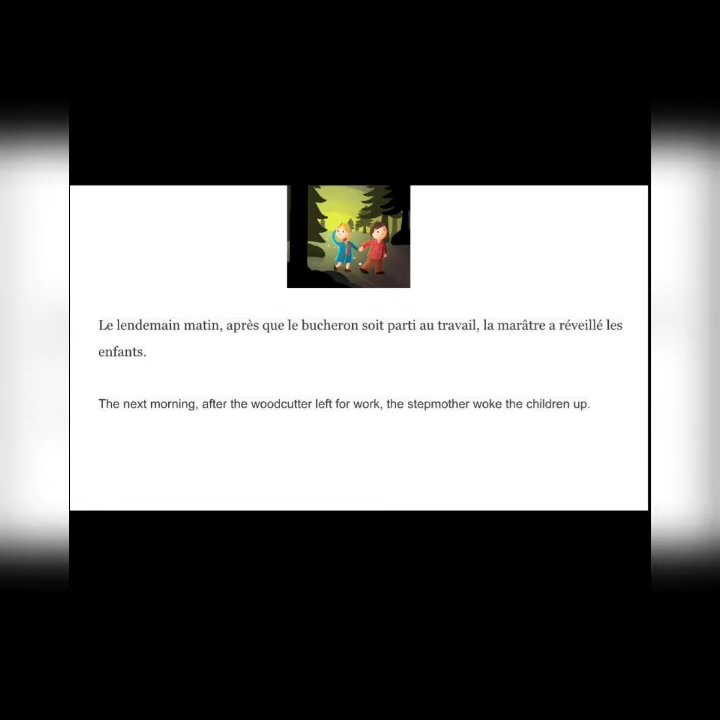 Le lendemain matin, après que le bucheron soit parti au travail, la marâtre a réveillé les
enfants.
The next morning, after the woodcutter left for work, the stepmother woke the children up.